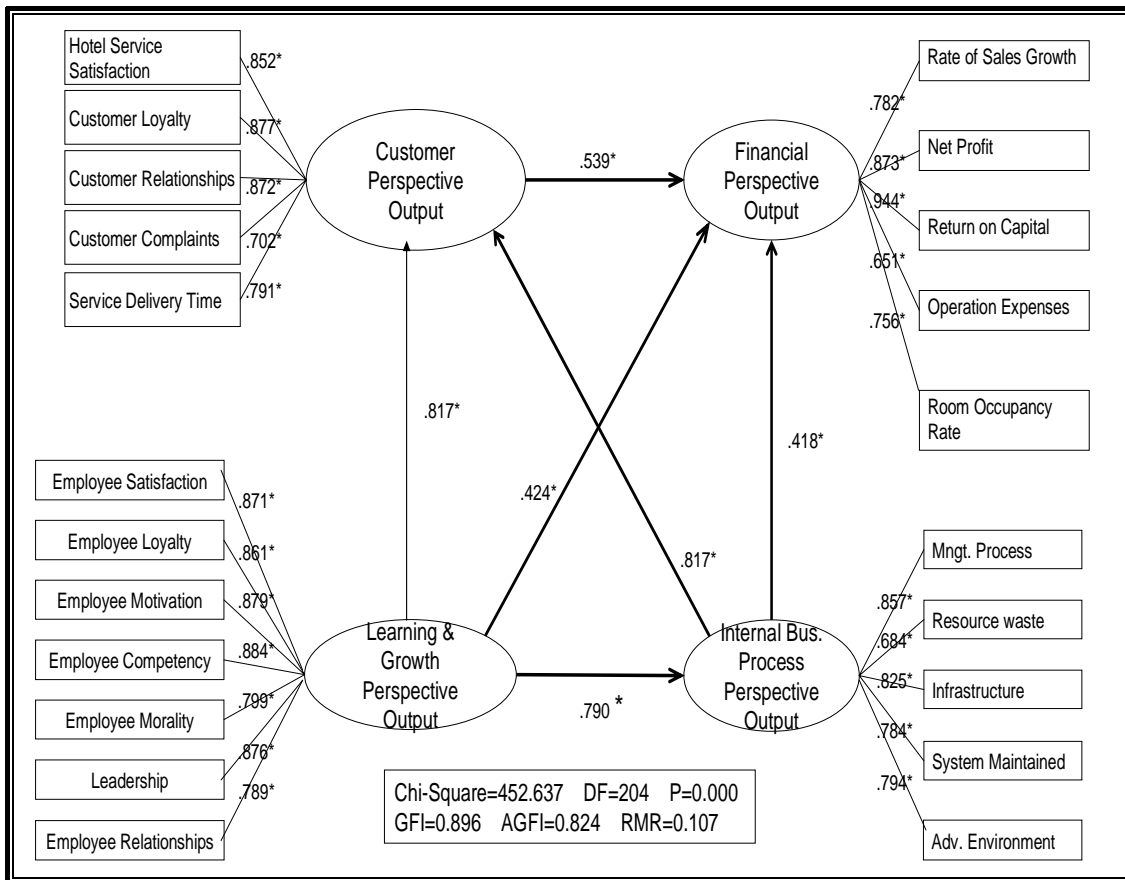 Hotel Service
Satisfaction
.852*
Customer Loyalty
.877*
Customer Relationships
.872*
Customer Complaints
.702*
Service Delivery Time
.791*
Customer
Perspective
Output
.539*
Financial
Perspective
Output
Rate of Sales Growth
.782*
Net Profit
.873*
Return on Capital
.944*
Operation Expenses
.651*
Room Occupancy
Rate
.756*
.817*
.424*
.817*
.418*
Employee Satisfaction
.871*
Employee Loyalty
.861*
Employee Motivation
.879*
Employee Competency
.884*
Employee Morality
.799*
Leadership
.876*
Employee Relationships
.789*
Learning &
Growth
Perspective
Output
.790 *
Internal Bus.
Process
Perspective
Output
Mngt. Process
.857*
Resource waste
.684*
Infrastructure
.825*
System Maintained
.784*
Adv. Environment
.794*
Chi-Square=452.637 DF=204 P=0.000
GFI=0.896 AGFI=0.824 RMR=0.107